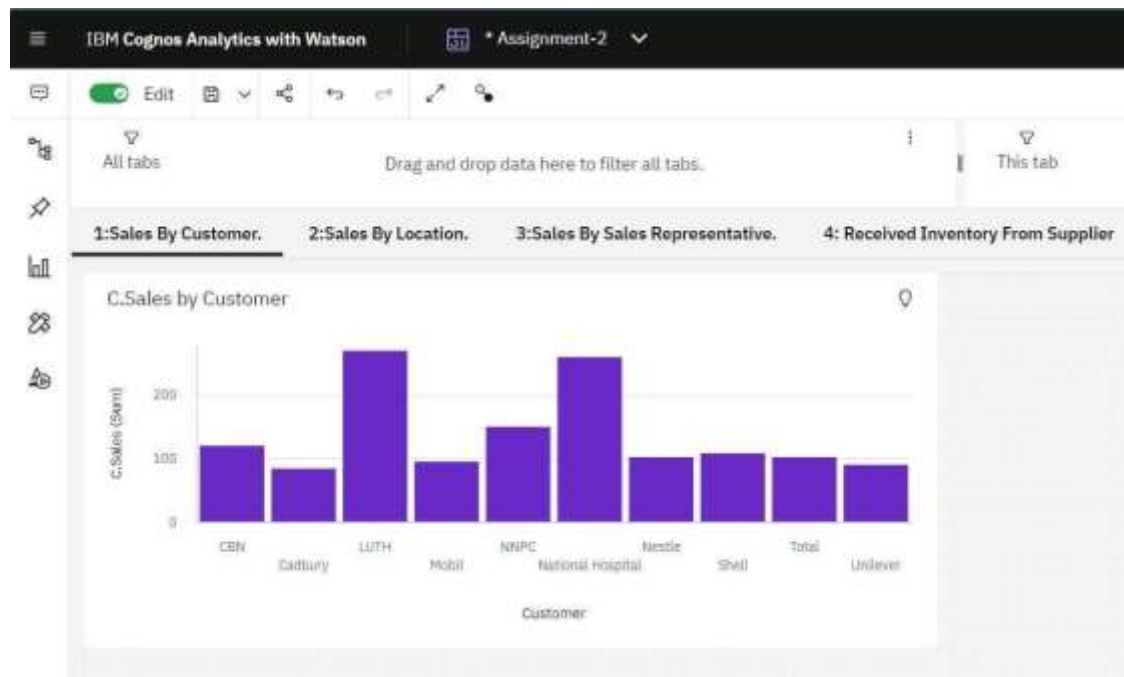 IBM Cognos Analytics with Watson
* Assignment-2
Edit
All tabs
Drag and drop data here to filter all tabs.
This tab
1:Sales By Customer.
2:Sales By Location.
3:Sales By Sales Representative.
4: Received Inventory From Supplier
C.Sales by Customer
C.Sales (Sum)
200
100
0
CBN
Cadbury
LUTH
Mobil
NNPC
National Hospital
Nestle
Shell
Total
Unilever
Customer